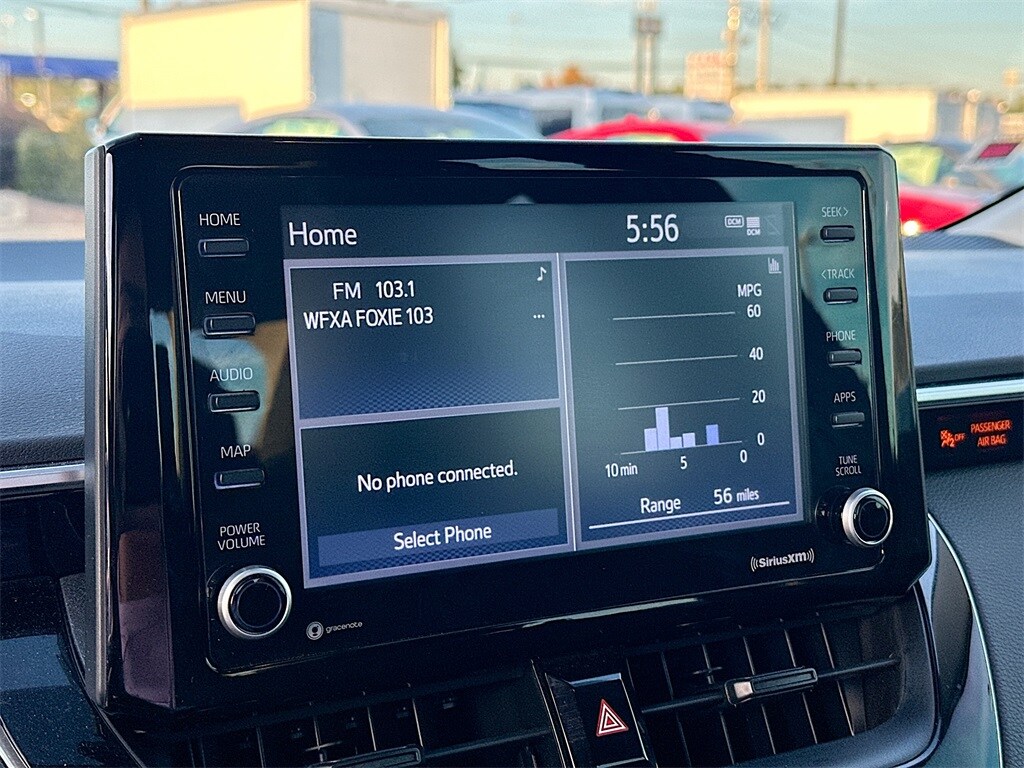 HOME
MENU
AUDIO
MAP
POWER
VOLUME
gracenote
Home
5:56
DCM
DCM
FM 103.1
WFXA FOXIE 103
...
No phone connected.
Select Phone
MPG
60
40
20
0
10 min 5 0
Range 56 miles
SiriusXM
SEEK>
<TRACK
PHONE
APPS
TUNE
SCROLL
OFF
PASSENGER
AIR BAG